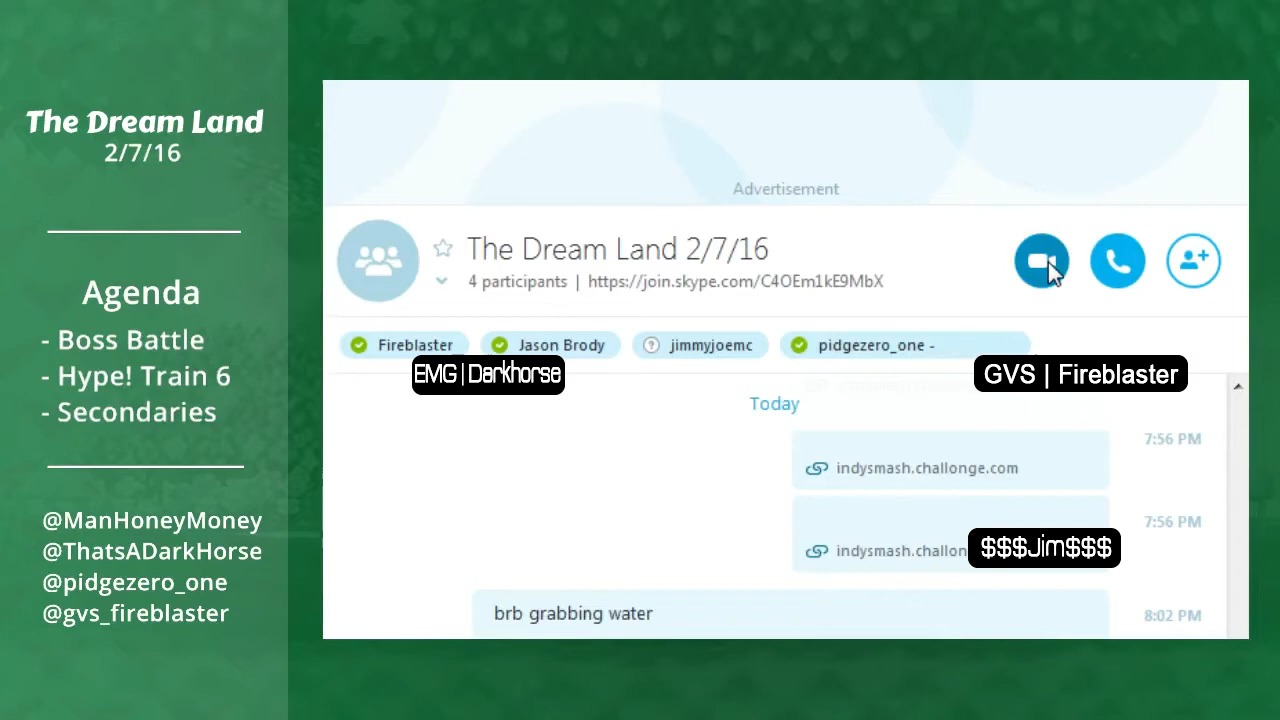 The Dream Land
2/7/16
Agenda
- Boss Battle
- Hype! Train 6
- Secondaries
@ManHoneyMoney
@ThatsADarkHorse
@pidgezero_one
@gvs_fireblaster
Advertisement
The Dream Land 2/7/16
4 participants | https://join.skype.com/C4OEm1kE9MbX
Fireblaster Jason Brody jimmyjoemc pidgezero_one -
EMG|Darkhorse
GVS | Fireblaster
Today
7:56 PM
indysmash.challonge.com
7:56 PM
indysmash.challon
$$$Jim$$$
brb grabbing water
8:02 PM